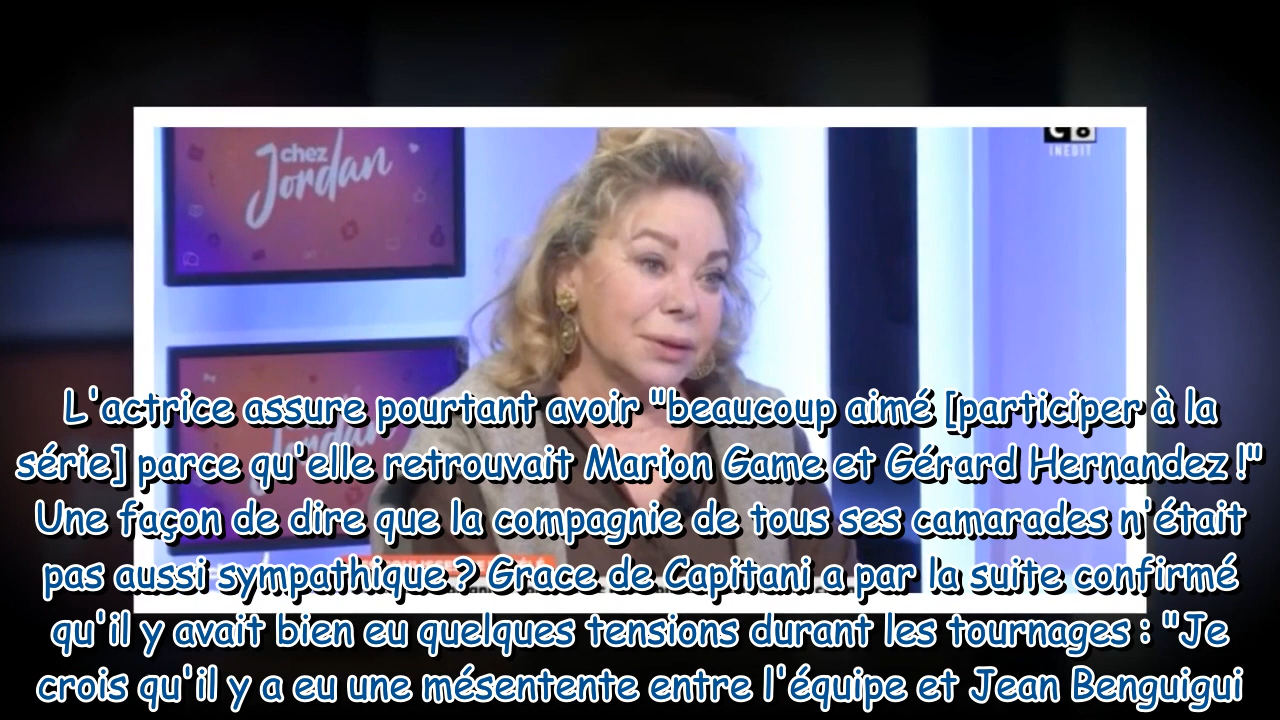 chez
Jordan
C8
INEDIT
L'actrice assure pourtant avoir "beaucoup aimé [participer à la
série] parce qu'elle retrouvait Marion Game et Gérard Hernandez !"
Une façon de dire que la compagnie de tous ses camarades n'était
pas aussi sympathique ? Grace de Capitani a par la suite confirmé
qu'il y avait bien eu quelques tensions durant les tournages : "Je
crois qu'il y a eu une mésentente entre l'équipe et Jean Benguigui